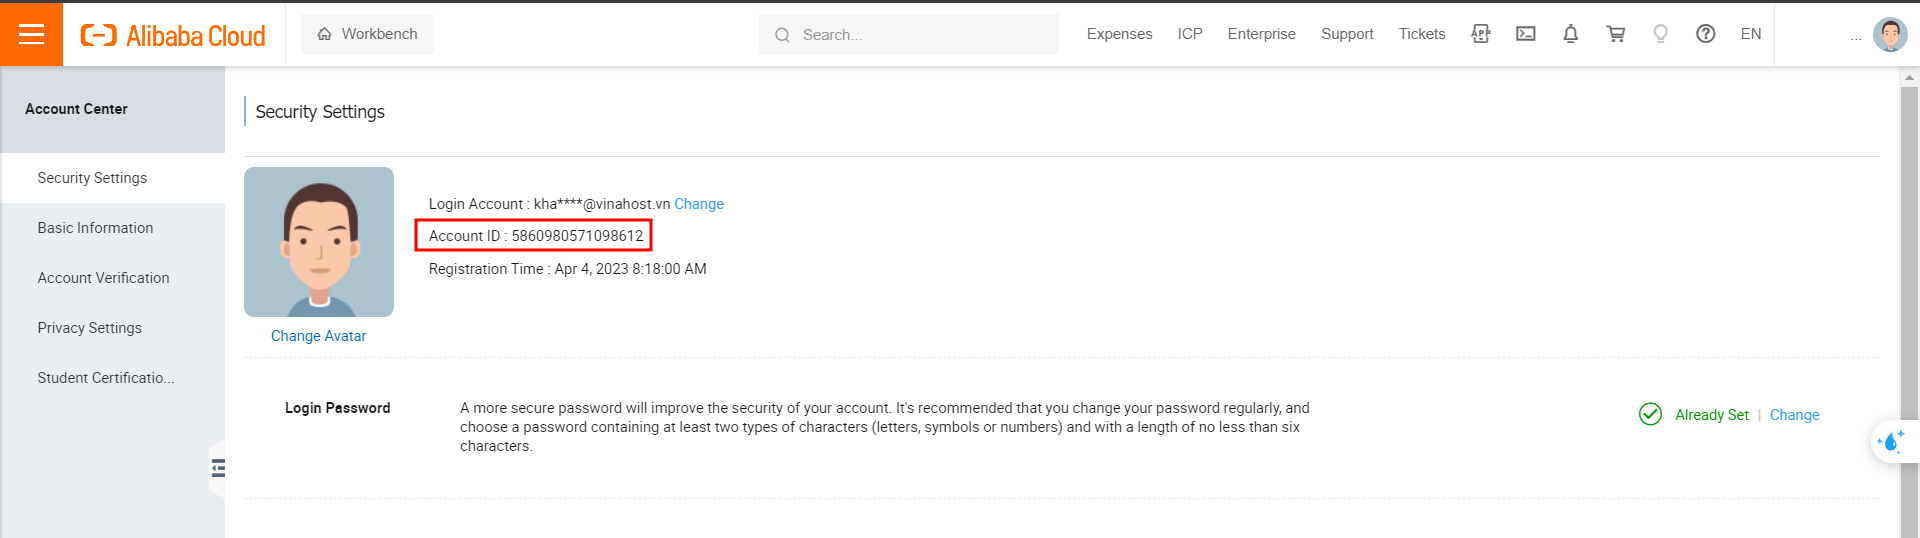 Alibaba Cloud
Workbench
Search...
Expenses
ICP
Enterprise
Support
Tickets
APP
EN
...
Account Center
Security Settings
Basic Information
Account Verification
Privacy Settings
Student Certificatio...
Security Settings
Login Account : kha****@vinahost.vn Change
Account ID : 5860980571098612
Registration Time : Apr 4, 2023 8:18:00 AM
Change Avatar
Login Password
A more secure password will improve the security of your account. It's recommended that you change your password regularly, and
choose a password containing at least two types of characters (letters, symbols or numbers) and with a length of no less than six
characters.
Already Set | Change